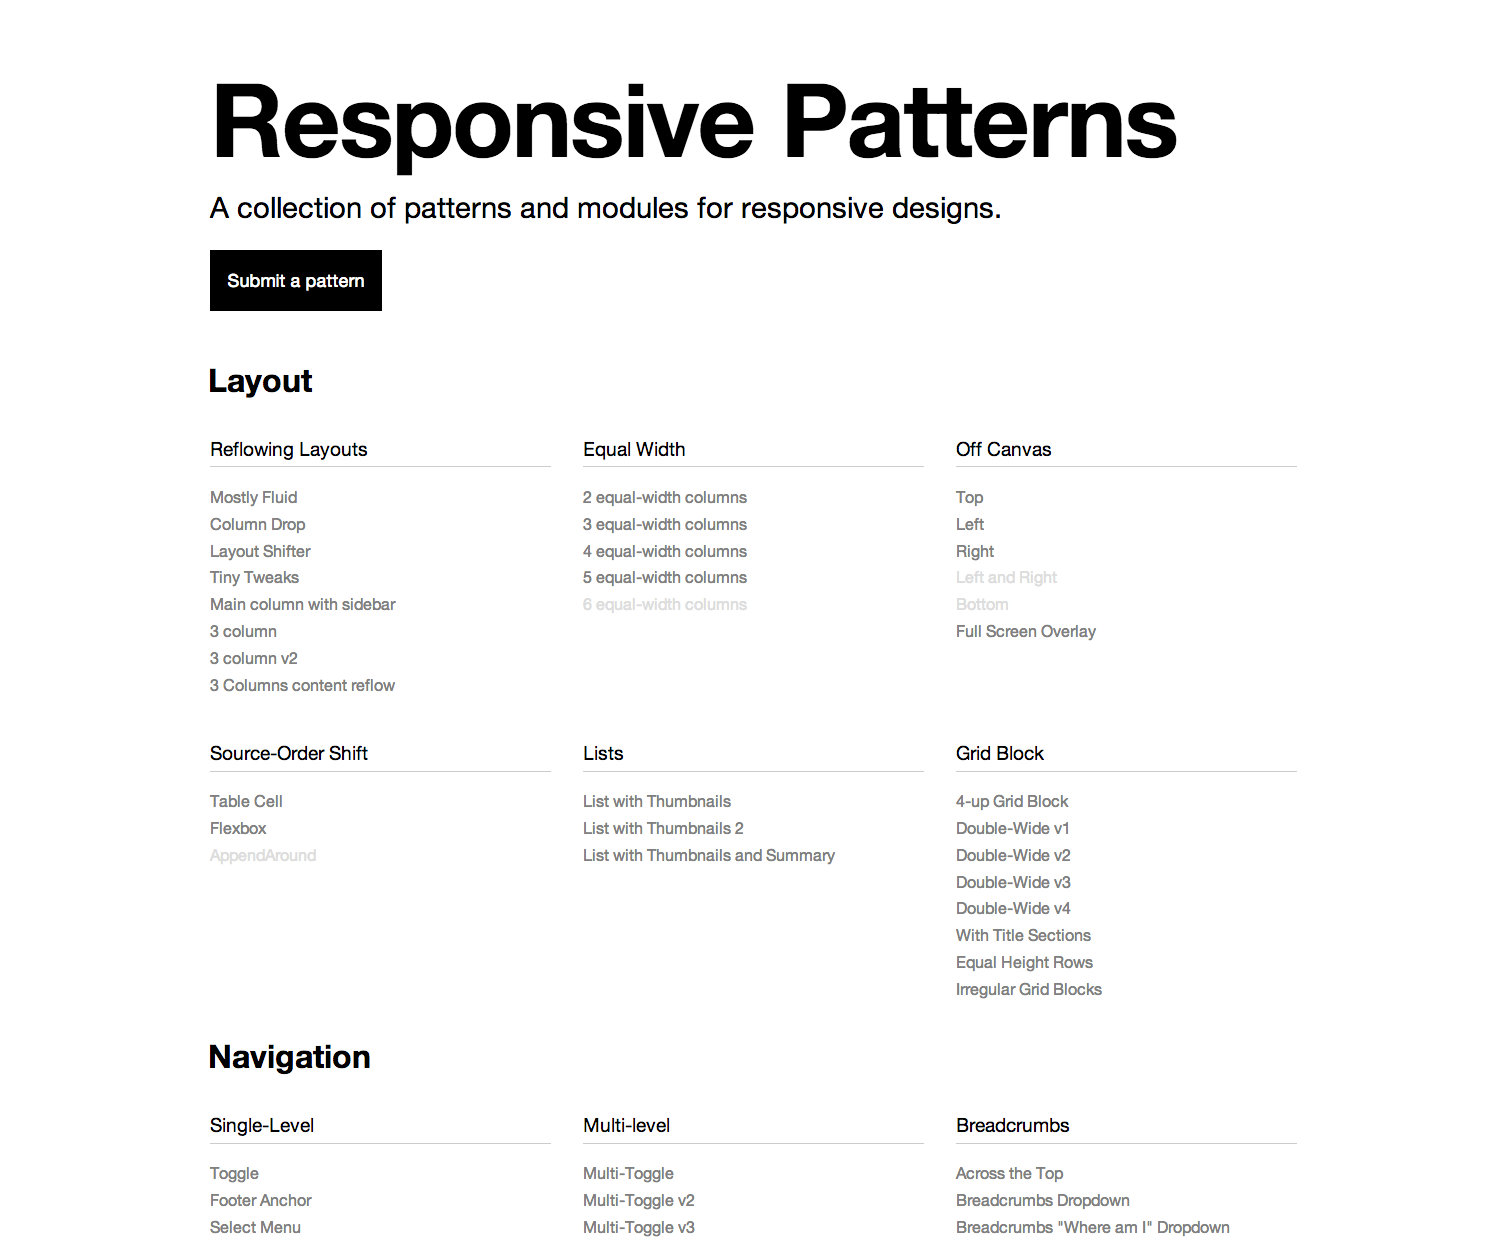 Responsive Patterns
A collection of patterns and modules for responsive designs.
Submit a pattern
Layout
Reflowing Layouts
Mostly Fluid
Column Drop
Layout Shifter
Tiny Tweaks
Main column with sidebar
3 column
3 column v2
3 Columns content reflow
Equal Width
2 equal-width columns
3 equal-width columns
4 equal-width columns
5 equal-width columns
6 equal-width columns
Off Canvas
Top
Left
Right
Left and Right
Bottom
Full Screen Overlay
Source-Order Shift
Table Cell
Flexbox
AppendAround
Lists
List with Thumbnails
List with Thumbnails 2
List with Thumbnails and Summary
Grid Block
4-up Grid Block
Double-Wide v1
Double-Wide v2
Double-Wide v3
Double-Wide v4
With Title Sections
Equal Height Rows
Irregular Grid Blocks
Navigation
Single-Level
Toggle
Footer Anchor
Select Menu
Multi-level
Multi-Toggle
Multi-Toggle v2
Multi-Toggle v3
Breadcrumbs
Across the Top
Breadcrumbs Dropdown
Breadcrumbs "Where am I" Dropdown